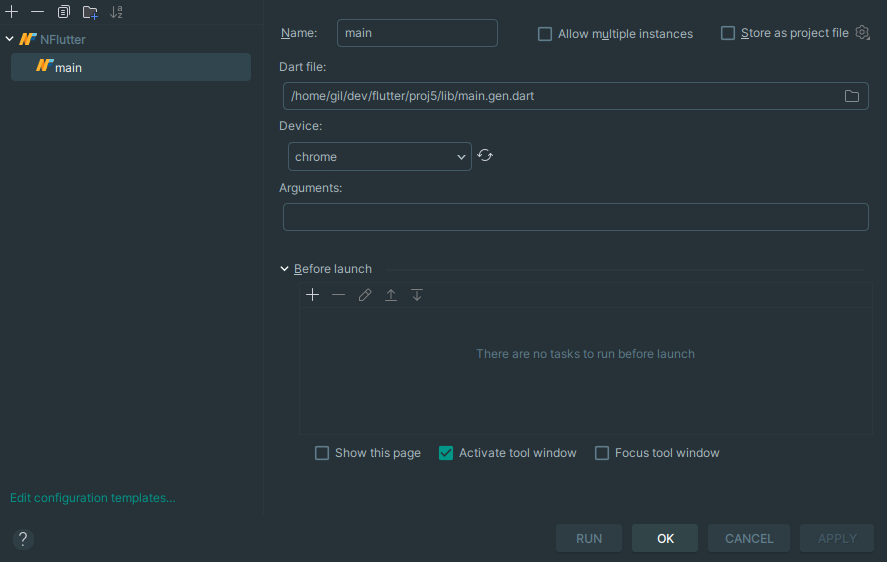 Name: main Allow multiple instances Store as project file
NFlutter
main
Dart file:
/home/gil/dev/flutter/proj5/lib/main.gen.dart
Device:
chrome
Arguments:
Before launch
There are no tasks to run before launch
Show this page Activate tool window Focus tool window
Edit configuration templates...
? RUN OK CANCEL APPLY